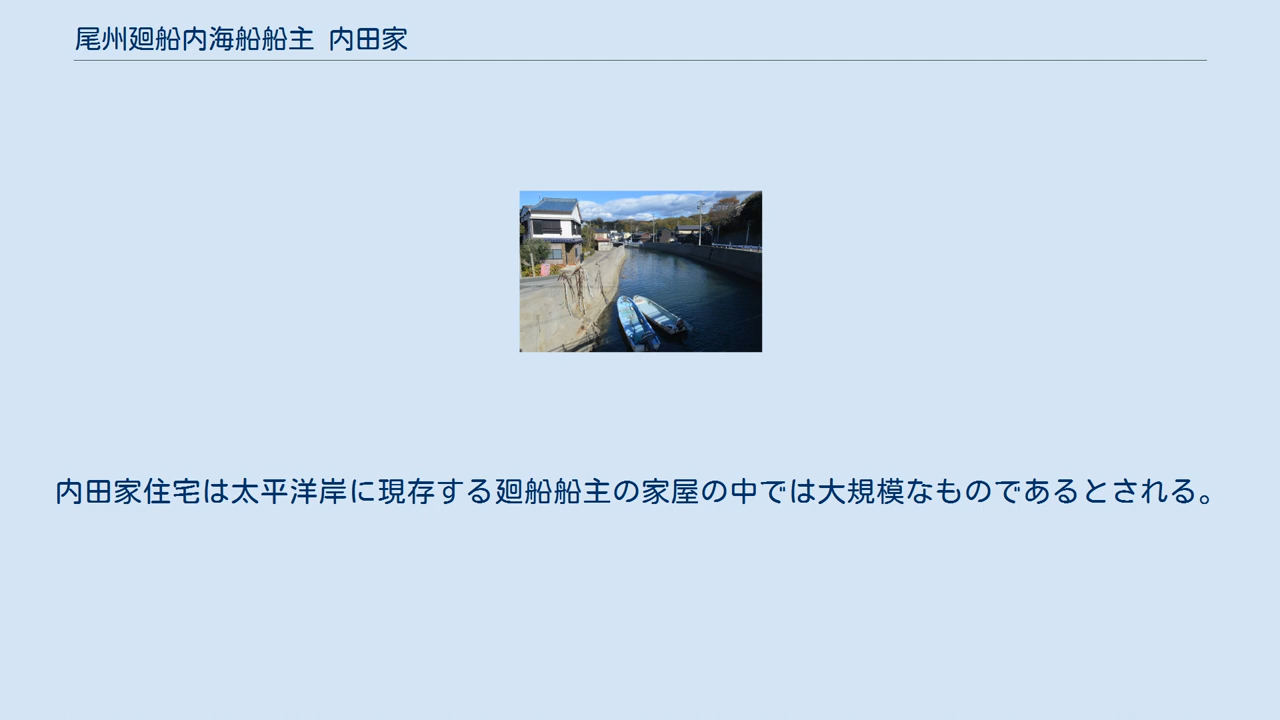 尾州廻船内海船船主 内田家
内田家住宅は太平洋岸に現存する廻船船主の家屋の中では大規模なものであるとされる。